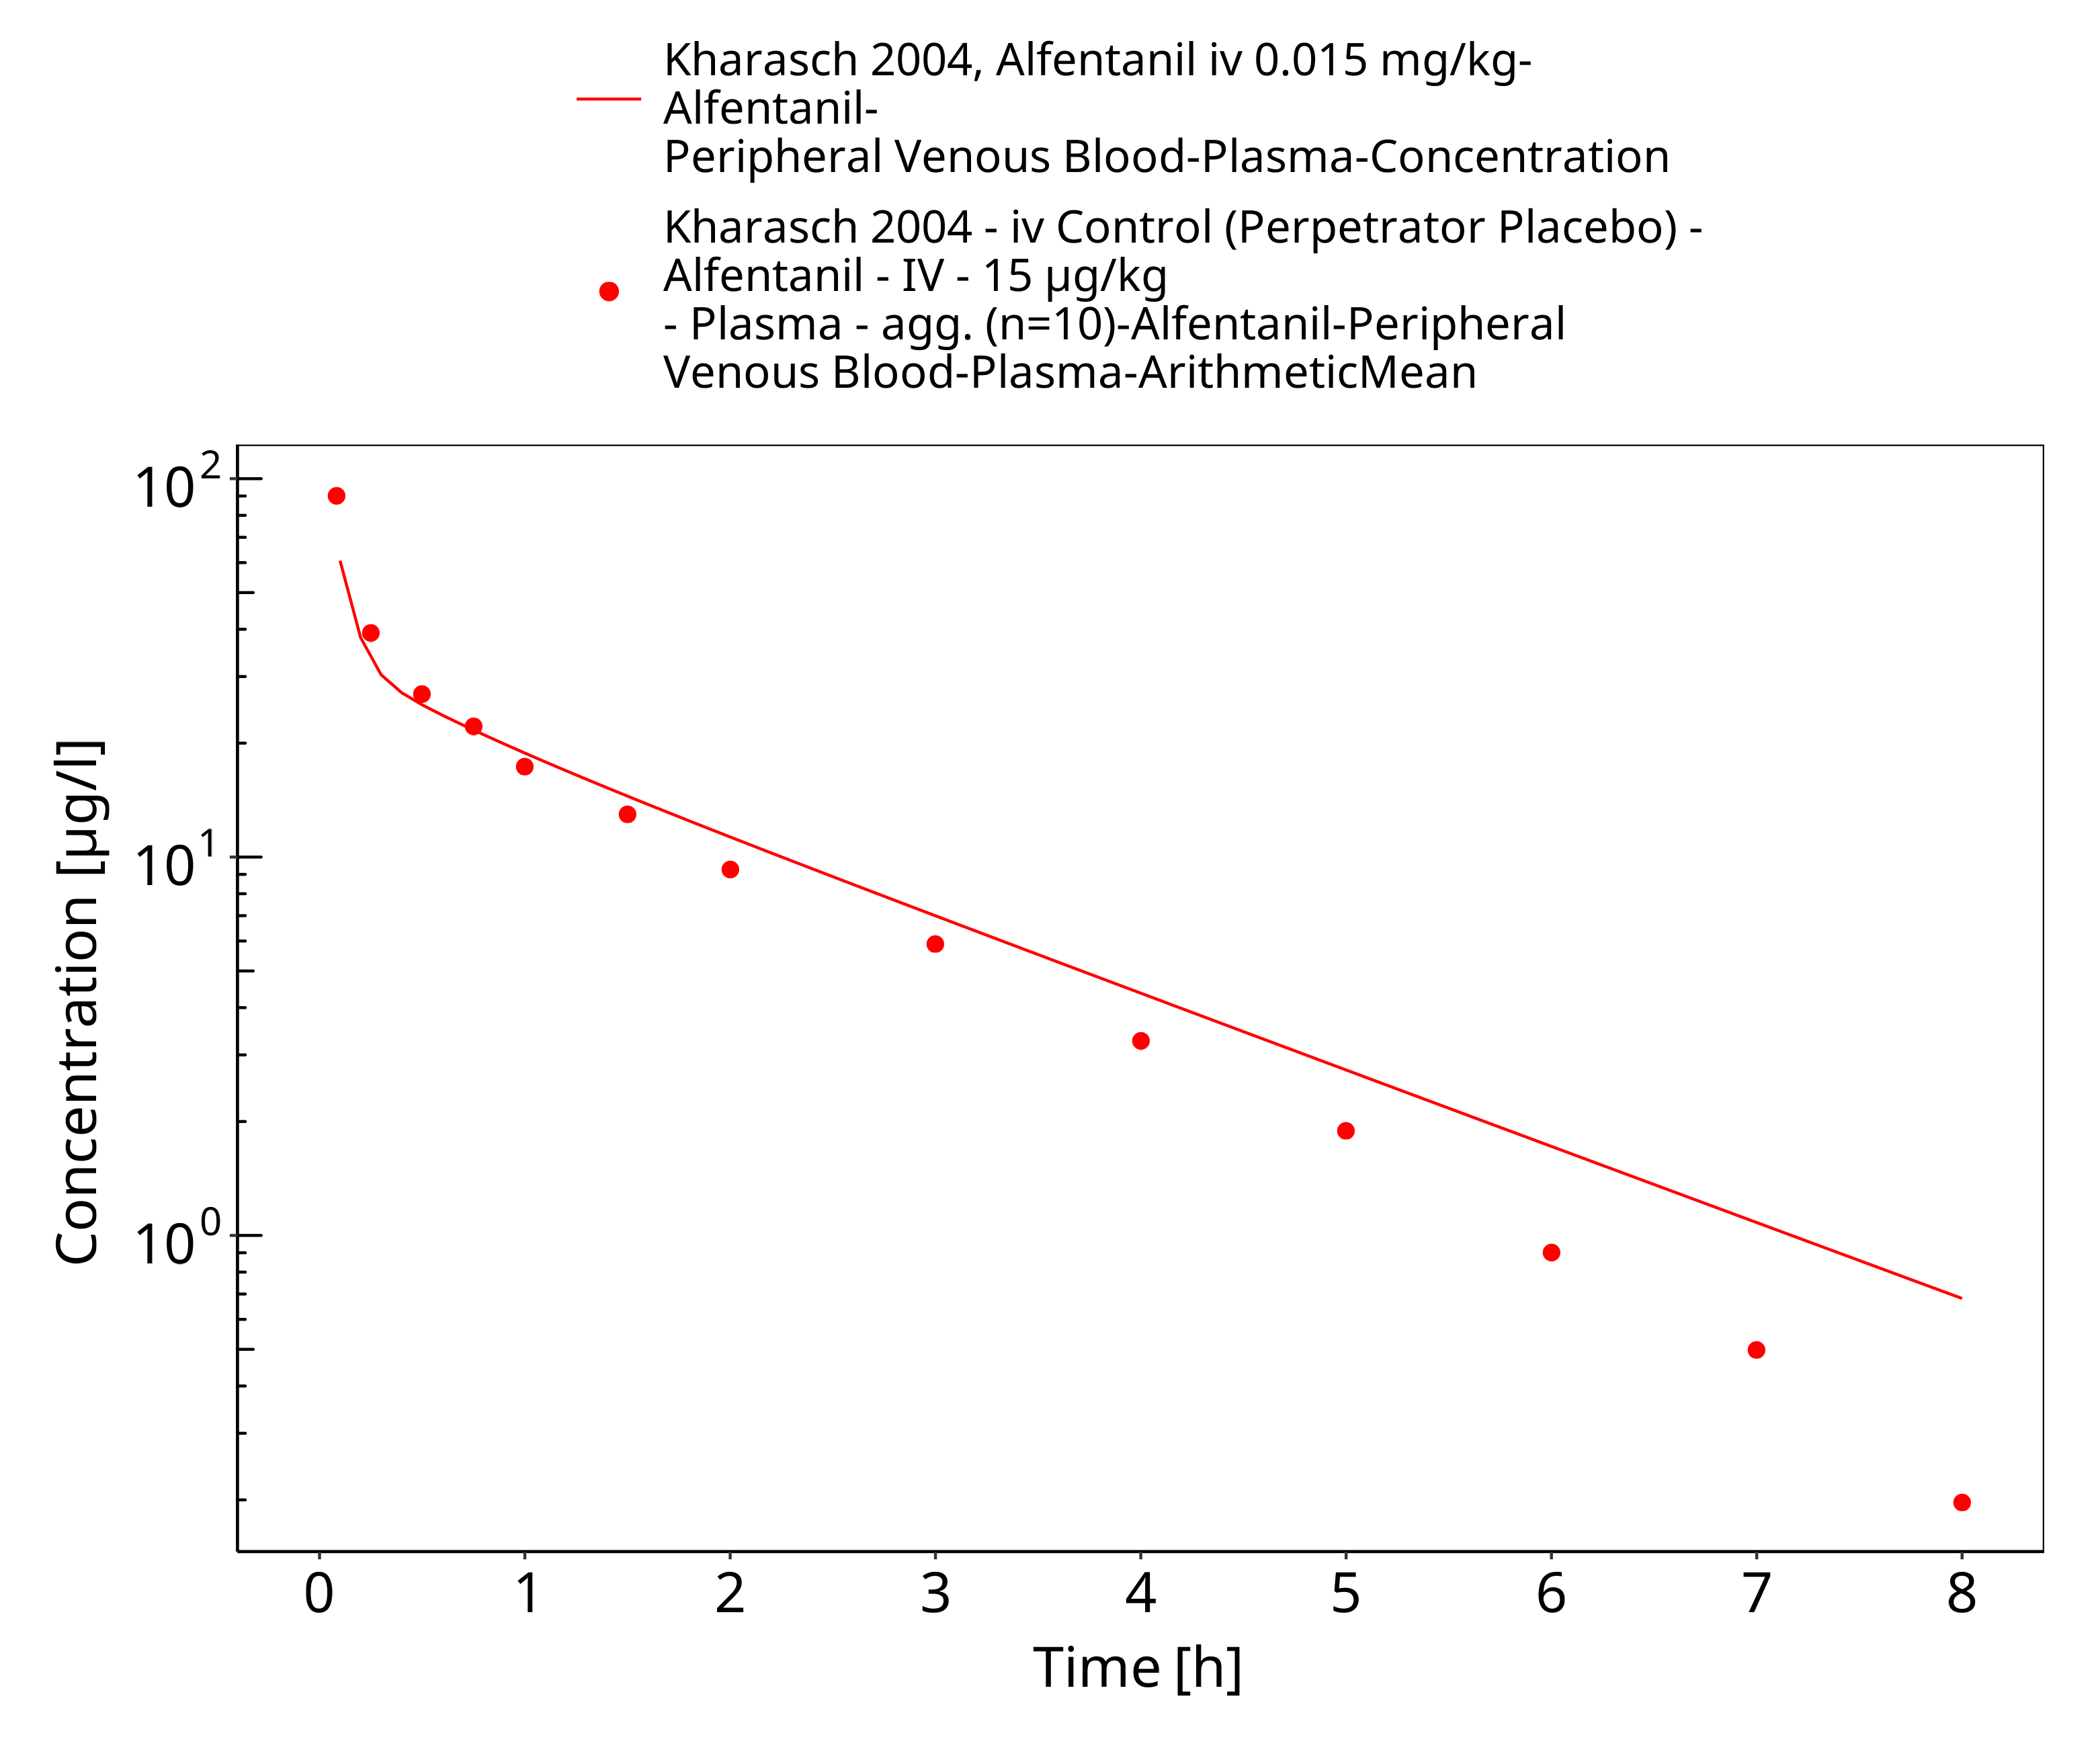 Kharasch 2004, Alfentanil iv 0.015 mg/kg-
Alfentanil-
Peripheral Venous Blood-Plasma-Concentration
Kharasch 2004 - iv Control (Perpetrator Placebo) -
Alfentanil - IV - 15 µg/kg
- Plasma - agg. (n=10)-Alfentanil-Peripheral
Venous Blood-Plasma-ArithmeticMean
10²
10¹
10⁰
Concentration [µg/l]
0 1 2 3 4 5 6 7 8
Time [h]